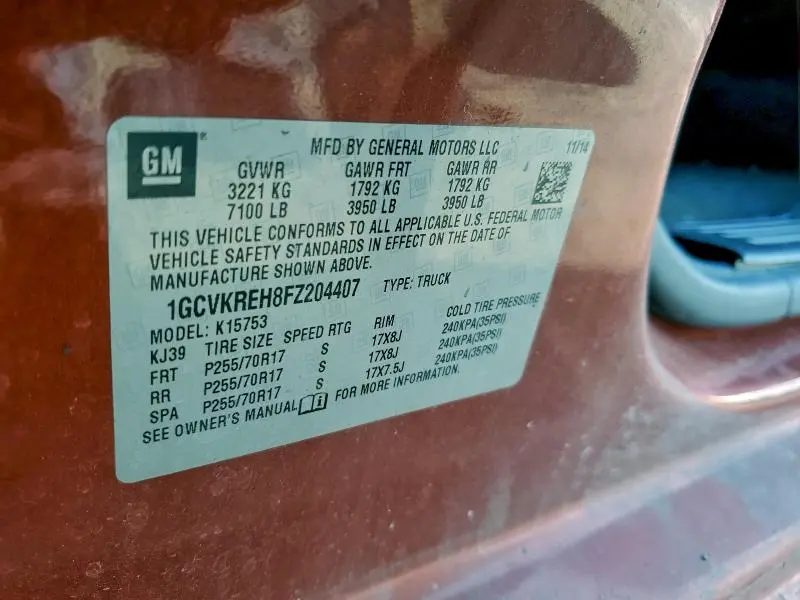 GM
MFD BY GENERAL MOTORS LLC 11/14
GVWR GAWR FRT GAWR RR
3221 KG 1792 KG 1792 KG
7100 LB 3950 LB 3950 LB
THIS VEHICLE CONFORMS TO ALL APPLICABLE U.S. FEDERAL MOTOR
VEHICLE SAFETY STANDARDS IN EFFECT ON THE DATE OF
MANUFACTURE SHOWN ABOVE.
1GCVKREH8FZ204407 TYPE: TRUCK
MODEL: K15753
KJ39 TIRE SIZE SPEED RTG RIM COLD TIRE PRESSURE
FRT P255/70R17 S 17X8J 240KPA(35PSI)
RR P255/70R17 S 17X8J 240KPA(35PSI)
SPA P255/70R17 S 17X7.5J 240KPA(35PSI)
SEE OWNER'S MANUAL FOR MORE INFORMATION.